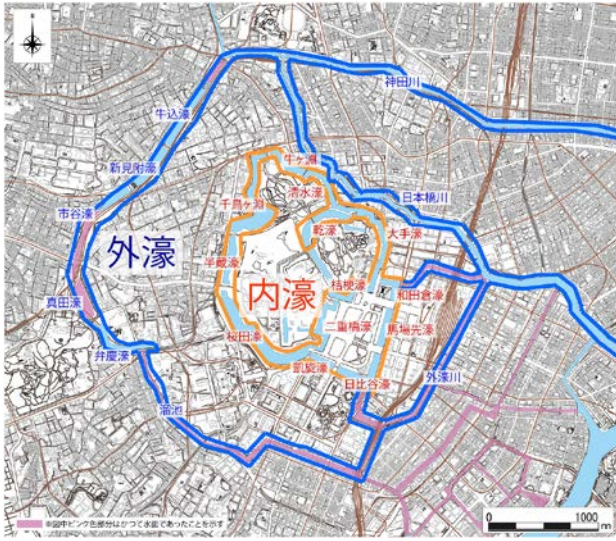 神田川
牛込濠
新見附濠
牛ヶ淵
清水濠
千鳥ヶ淵
日本橋川
市谷濠
乾濠
大手濠
外濠
半蔵濠
内濠
桔梗濠
和田倉濠
真田濠
二重橋濠
馬場先濠
桜田濠
弁慶濠
凱旋濠
外濠川
日比谷濠
溜池
※図中ピンク色部分はかつて水面であったことを示す
0 1000
m